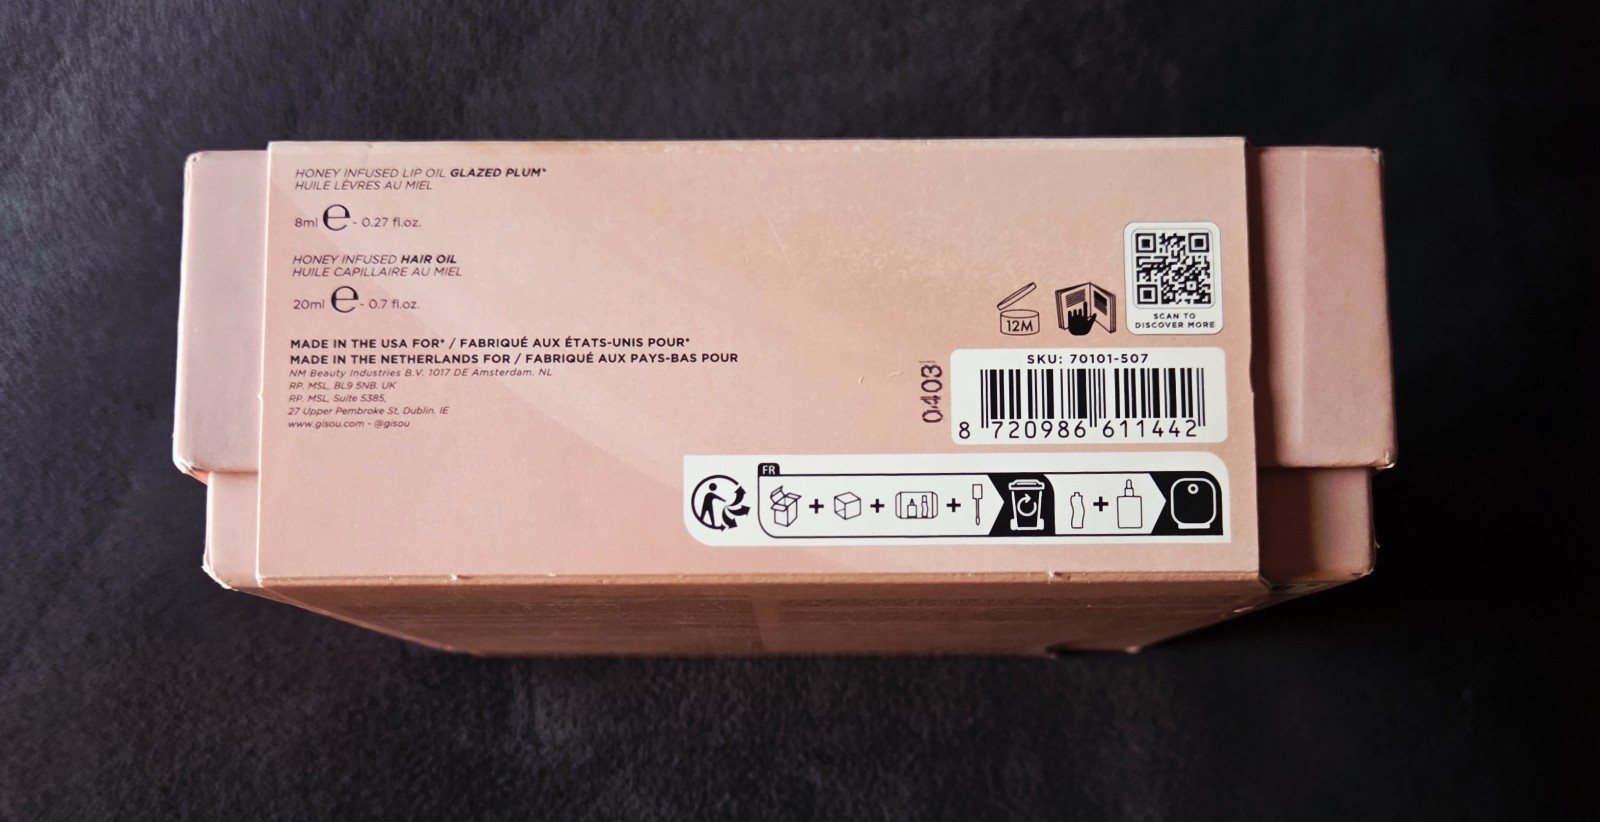 HONEY INFUSED LIP OIL GLAZED PLUM*
HUILE LÈVRES AU MIEL
8ml ℮ - 0.27 fl.oz.
HONEY INFUSED HAIR OIL
HUILE CAPILLAIRE AU MIEL
20ml ℮ - 0.7 fl.oz.
MADE IN THE USA FOR* / FABRIQUÉ AUX ÉTATS-UNIS POUR*
MADE IN THE NETHERLANDS FOR / FABRIQUÉ AUX PAYS-BAS POUR
NM Beauty Industries B.V. 1017 DE Amsterdam. NL
RP. MSL, BL9 5NB. UK
RP. MSL, Suite 5385,
27 Upper Pembroke St, Dublin. IE
www.gisou.com - @gisou
12M
SCAN TO
DISCOVER MORE
0403
SKU: 70101-507
8 720986 611442
FR